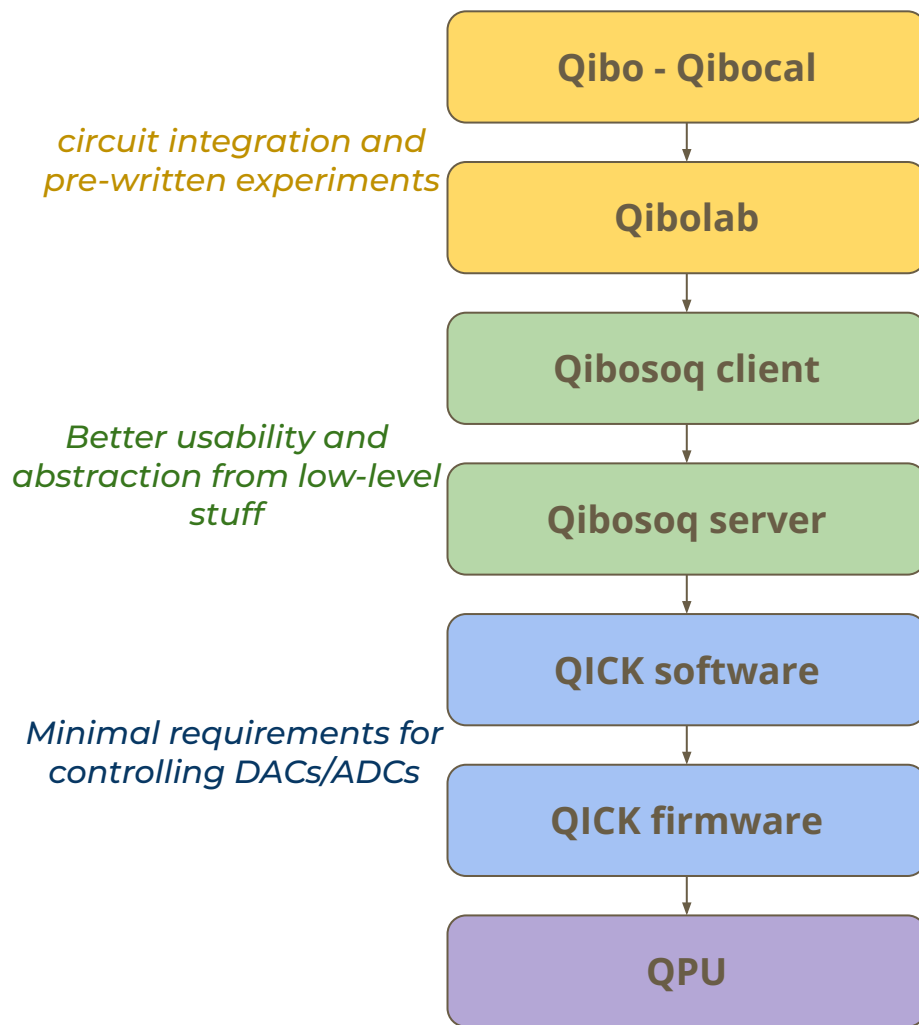 Qibo - Qibocal
circuit integration and
pre-written experiments
Qibolab
Qibosoq client
Better usability and
abstraction from low-level
stuff
Qibosoq server
QICK software
Minimal requirements for
controlling DACs/ADCs
QICK firmware
QPU